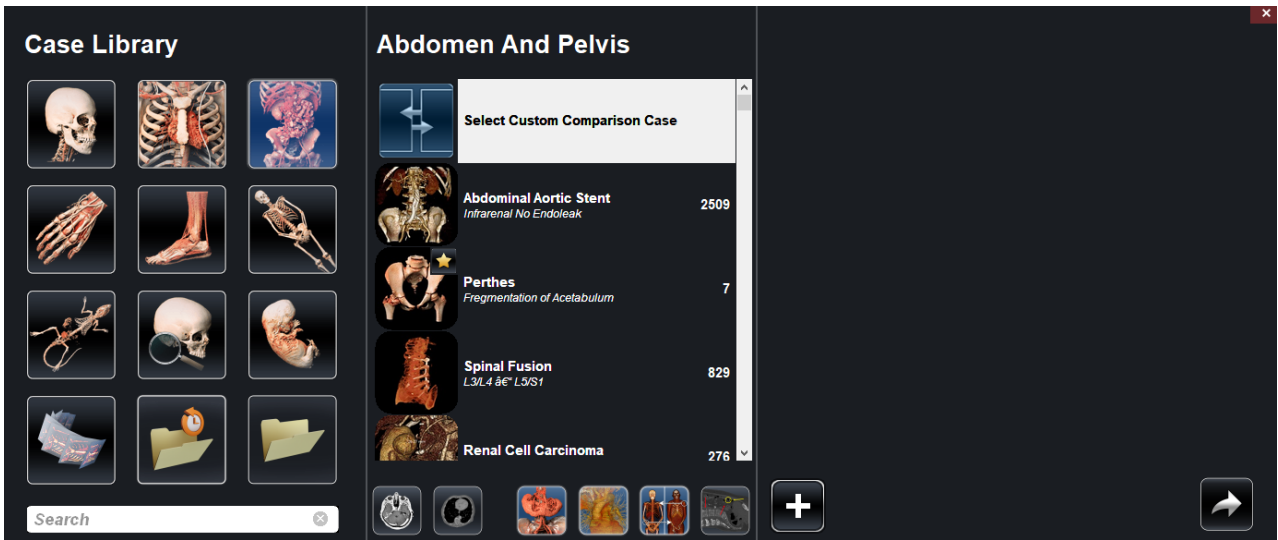 Case Library
Abdomen And Pelvis
Select Custom Comparison Case
Abdominal Aortic Stent
Infrarenal No Endoleak
2509
Perthes
Fregmentation of Acetabulum
7
Spinal Fusion
L3/L4 â€“ L5/S1
829
Renal Cell Carcinoma
276
Search